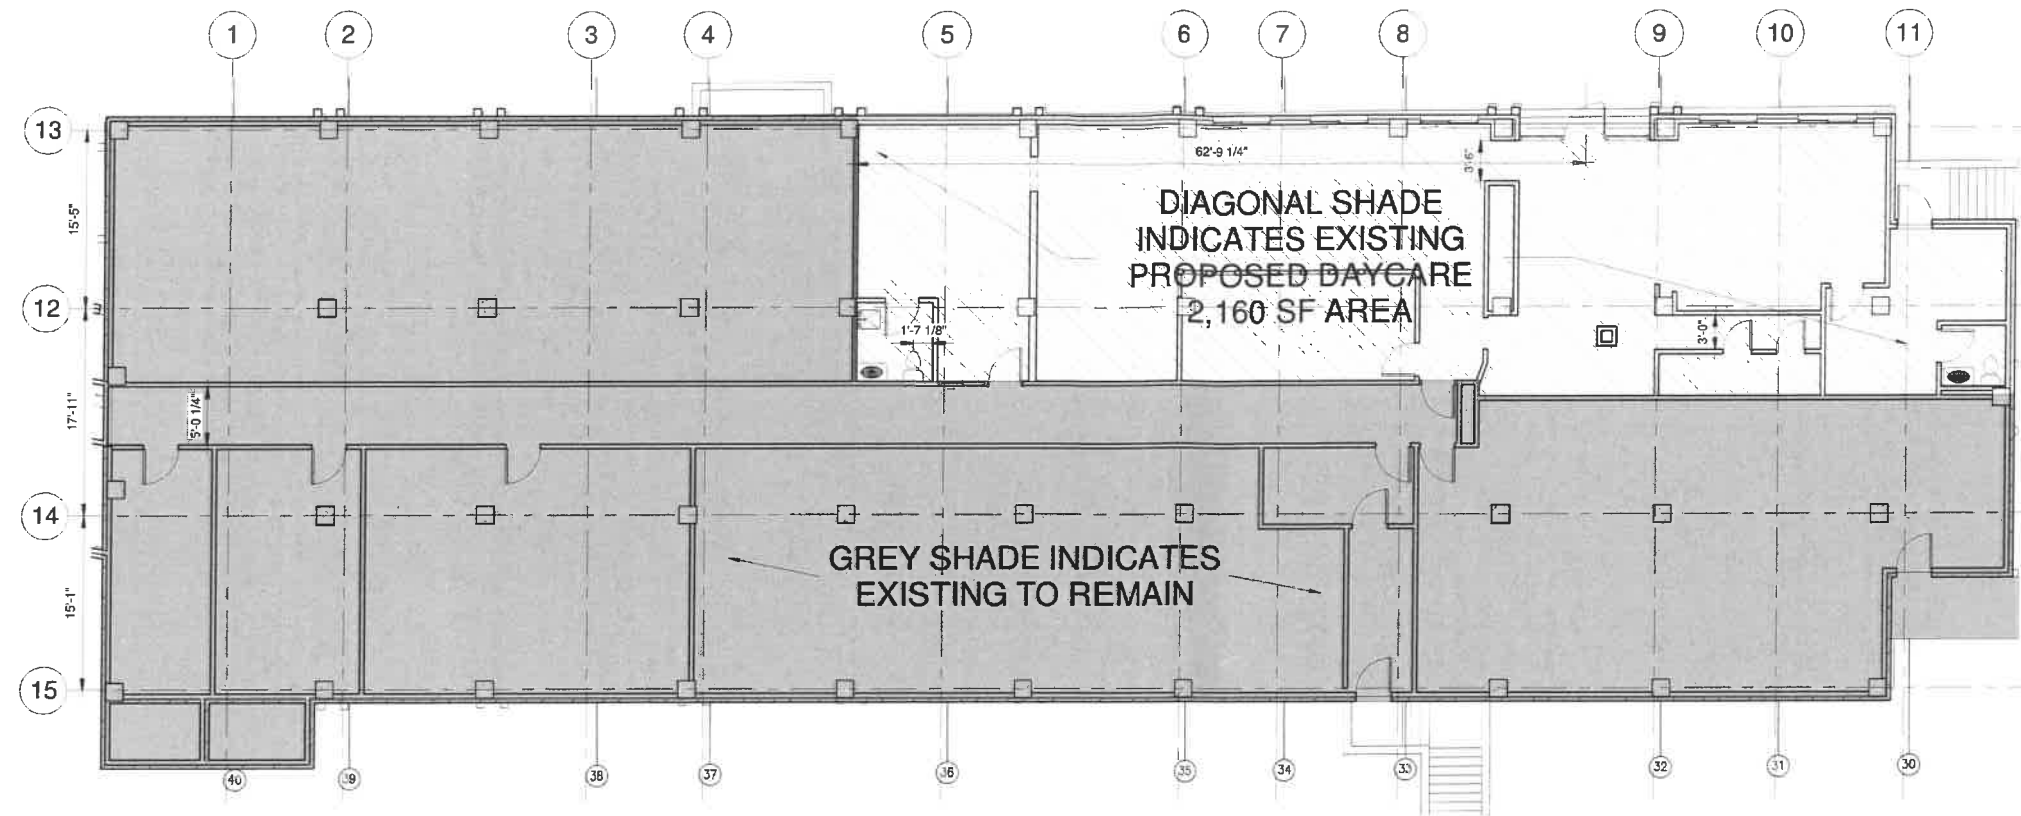 1 2 3 4 5 6 7 8 9 10 11
13
62'-9 1/4"
3'-6"
15'-5"
DIAGONAL SHADE
INDICATES EXISTING
PROPOSED DAYCARE
2,160 SF AREA
12
1'-7 1/8"
3'-0"
17'-11"
5'-0 1/4"
14
GREY SHADE INDICATES
EXISTING TO REMAIN
15'-1"
15
40 39 38 37 36 35 34 33 32 31 30